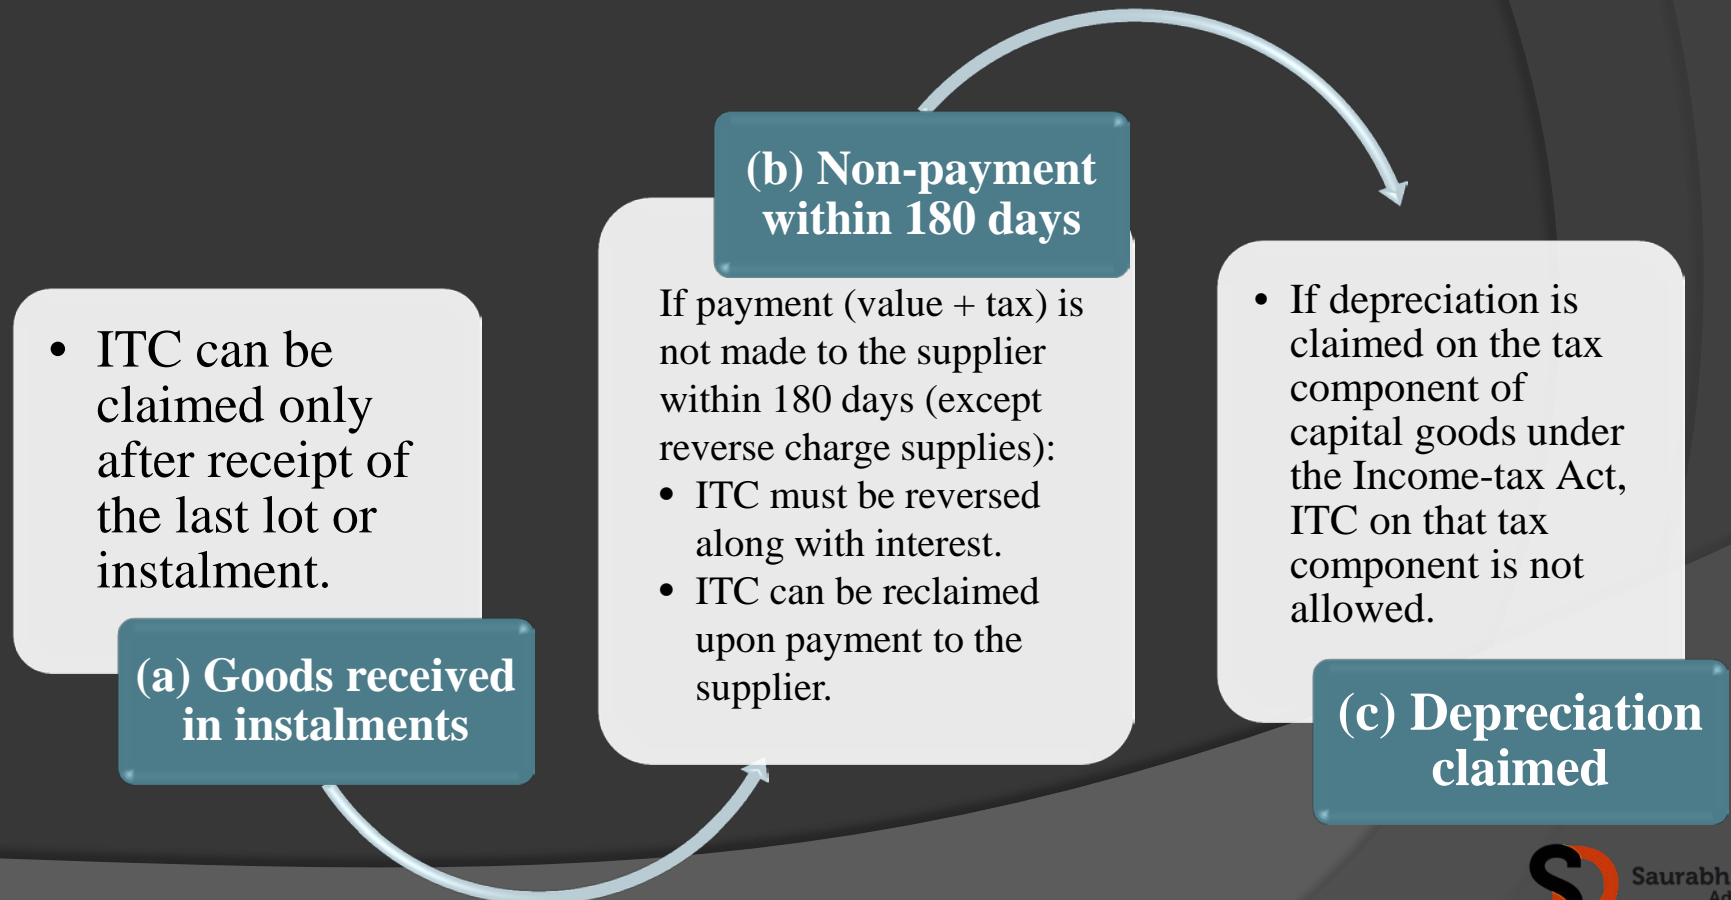 • ITC can be
claimed only
after receipt of
the last lot or
instalment.
(a) Goods received
in instalments
(b) Non-payment
within 180 days
If payment (value + tax) is
not made to the supplier
within 180 days (except
reverse charge supplies):
• ITC must be reversed
along with interest.
• ITC can be reclaimed
upon payment to the
supplier.
• If depreciation is
claimed on the tax
component of
capital goods under
the Income-tax Act,
ITC on that tax
component is not
allowed.
(c) Depreciation
claimed
Saurabh